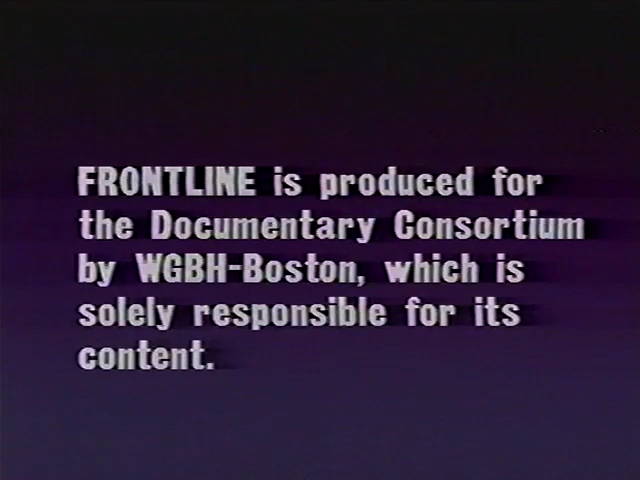 FRONTLINE is produced for
the Documentary Consortium
by WGBH-Boston, which is
solely responsible for its
content.